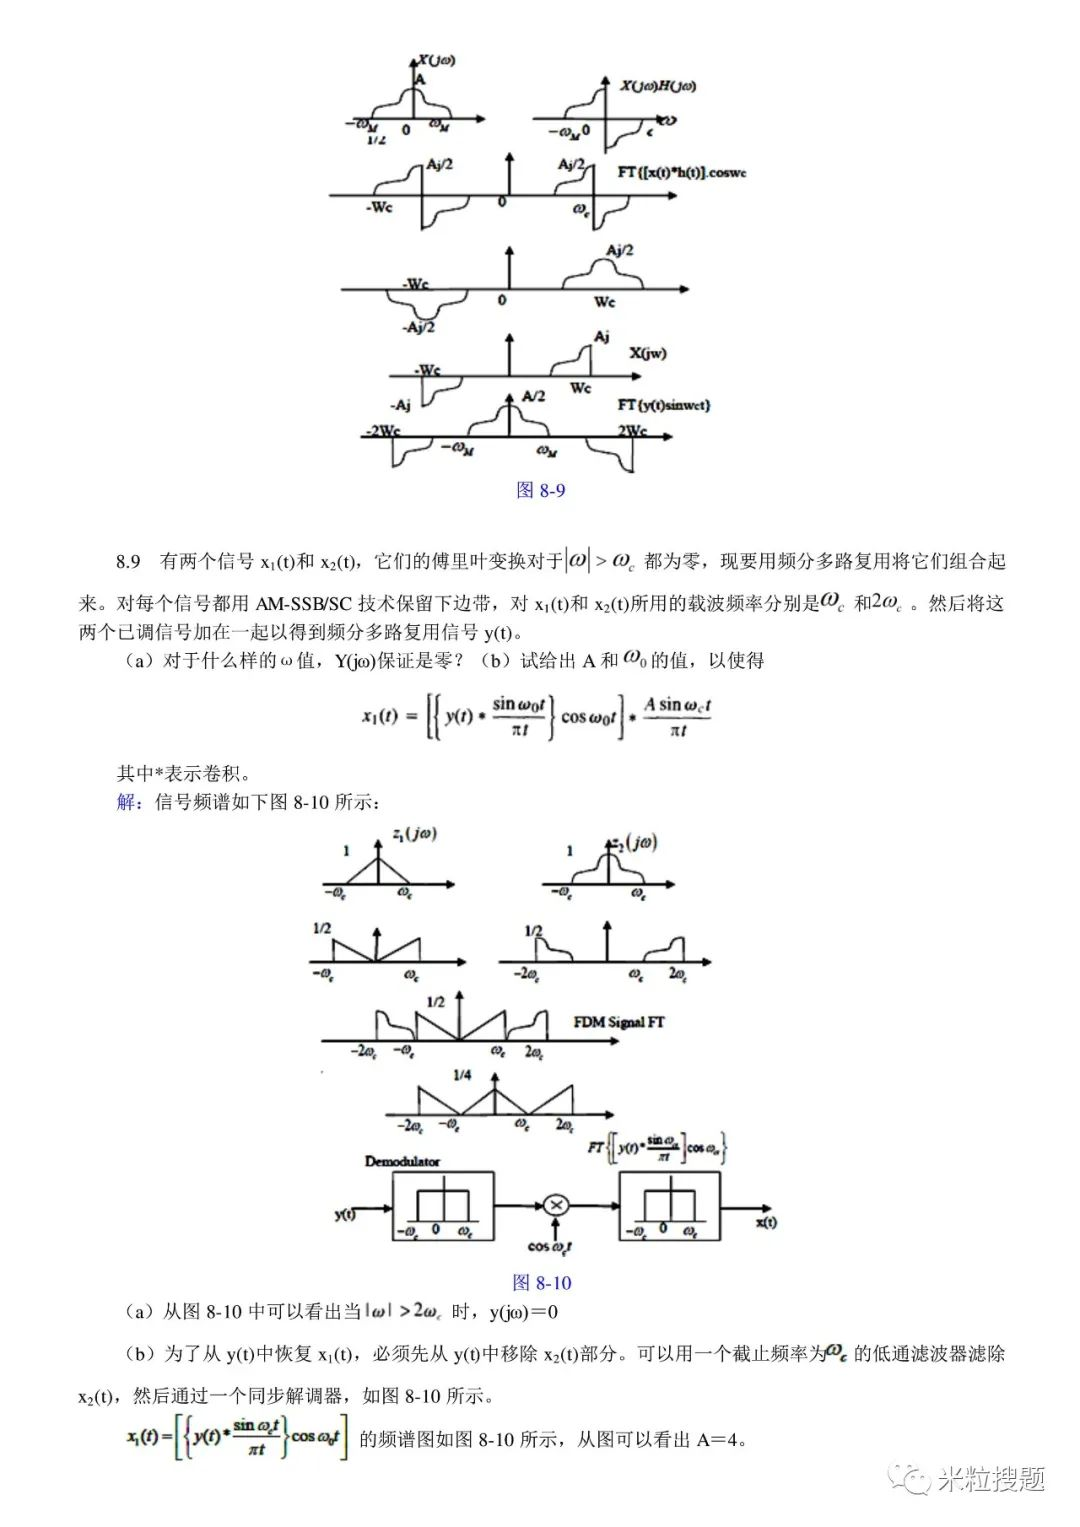 X(jω)
A
−ω_M 0 ω_M
1/2
X(jω)H(jω)
−ω_M 0 c ω
Aj/2 Aj/2 FT{[x(t)*h(t)].coswc
-Wc 0 ω_c
Aj/2
-Wc 0 Wc
-Aj/2
Aj
X(jw)
-Wc Wc
-Aj A/2 FT{y(t)sinwct}
-2Wc −ω_M ω_M 2Wc
图 8-9
8.9 有两个信号 x₁(t)和 x₂(t)，它们的傅里叶变换对于|ω| > ω_c 都为零，现要用频分多路复用将它们组合起
来。对每个信号都用 AM-SSB/SC 技术保留下边带，对 x₁(t)和 x₂(t)所用的载波频率分别是ω_c 和2ω_c 。然后将这
两个已调信号加在一起以得到频分多路复用信号 y(t)。
（a）对于什么样的 ω 值，Y(jω)保证是零？（b）试给出 A 和 ω₀ 的值，以使得
x₁(t) = [{y(t) * sin ω₀t / πt} cos ω₀t] * A sin ω_c t / πt
其中*表示卷积。
解：信号频谱如下图 8-10 所示：
1 z₁(jω) 1 z₂(jω)
−ω_c ω_c −ω_c ω_c
1/2 1/2
−ω_c ω_c −2ω_c ω_c 2ω_c
1/2 FDM Signal FT
−2ω_c −ω_c ω_c 2ω_c
1/4
−2ω_c −ω_c ω_c 2ω_c
Demodulator
y(t) −ω_c 0 ω_c × −ω_c 0 ω_c x(t)
cos ω_c t
图 8-10
（a）从图 8-10 中可以看出当|ω| >2ω_c 时，y(jω)＝0
（b）为了从 y(t)中恢复 x₁(t)，必须先从 y(t)中移除 x₂(t)部分。可以用一个截止频率为ω_c 的低通滤波器滤除
x₂(t)，然后通过一个同步解调器，如图 8-10 所示。
x₁(t)=[{y(t)* sin ω_c t / πt}cos ω₀t] 的频谱图如图 8-10 所示，从图可以看出 A＝4。
米粒搜题